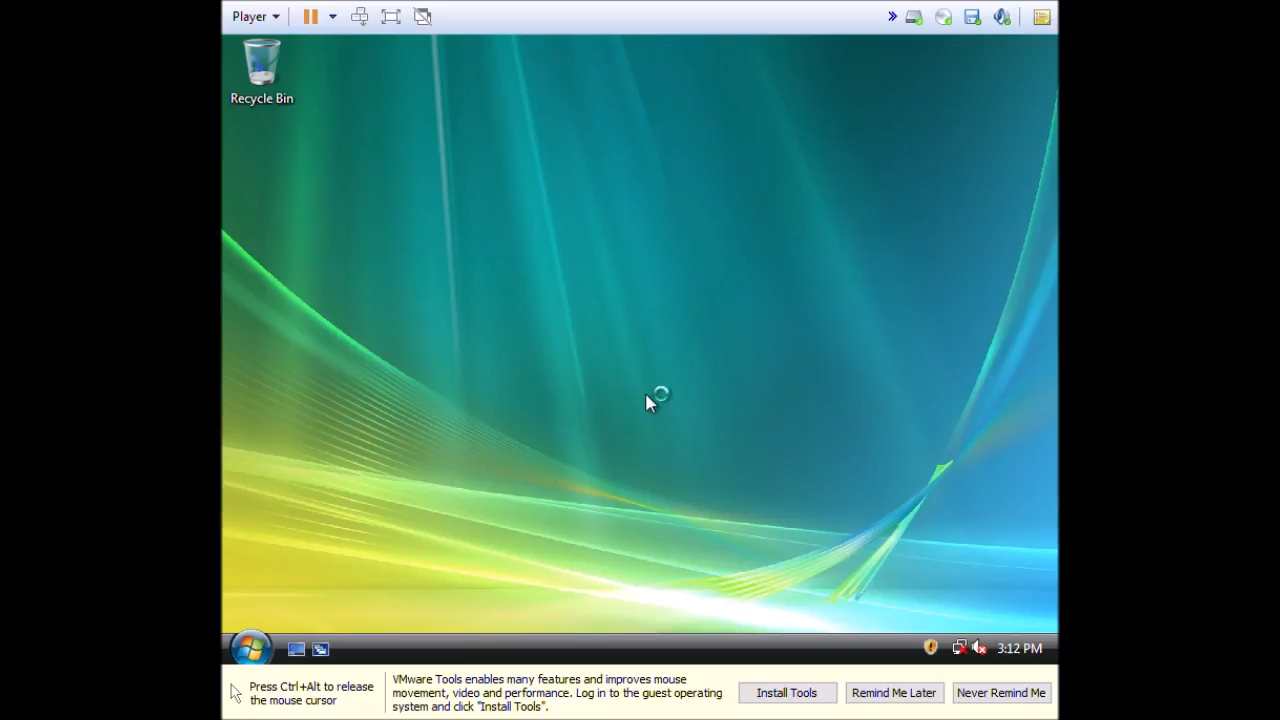 Player
Recycle Bin
3:12 PM
Press Ctrl+Alt to release
the mouse cursor
VMware Tools enables many features and improves mouse
movement, video and performance. Log in to the guest operating
system and click "Install Tools".
Install Tools
Remind Me Later
Never Remind Me